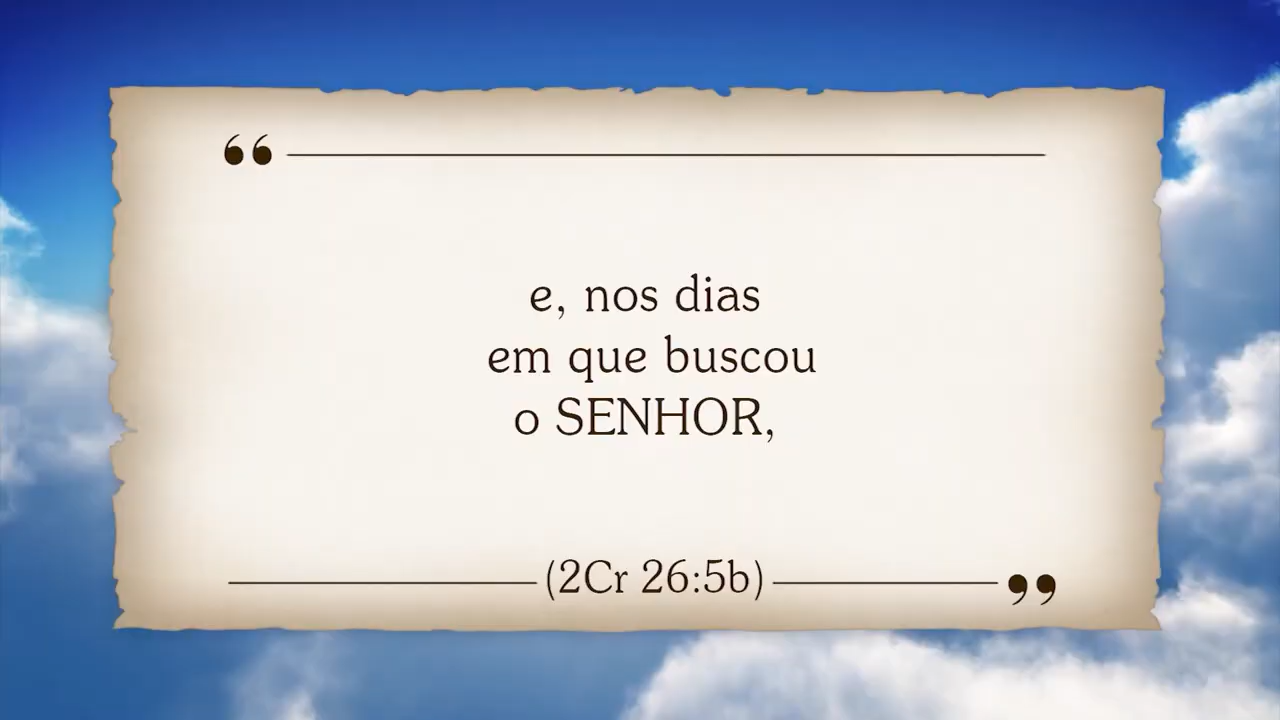 “
e, nos dias
em que buscou
o SENHOR,
(2Cr 26:5b)
”